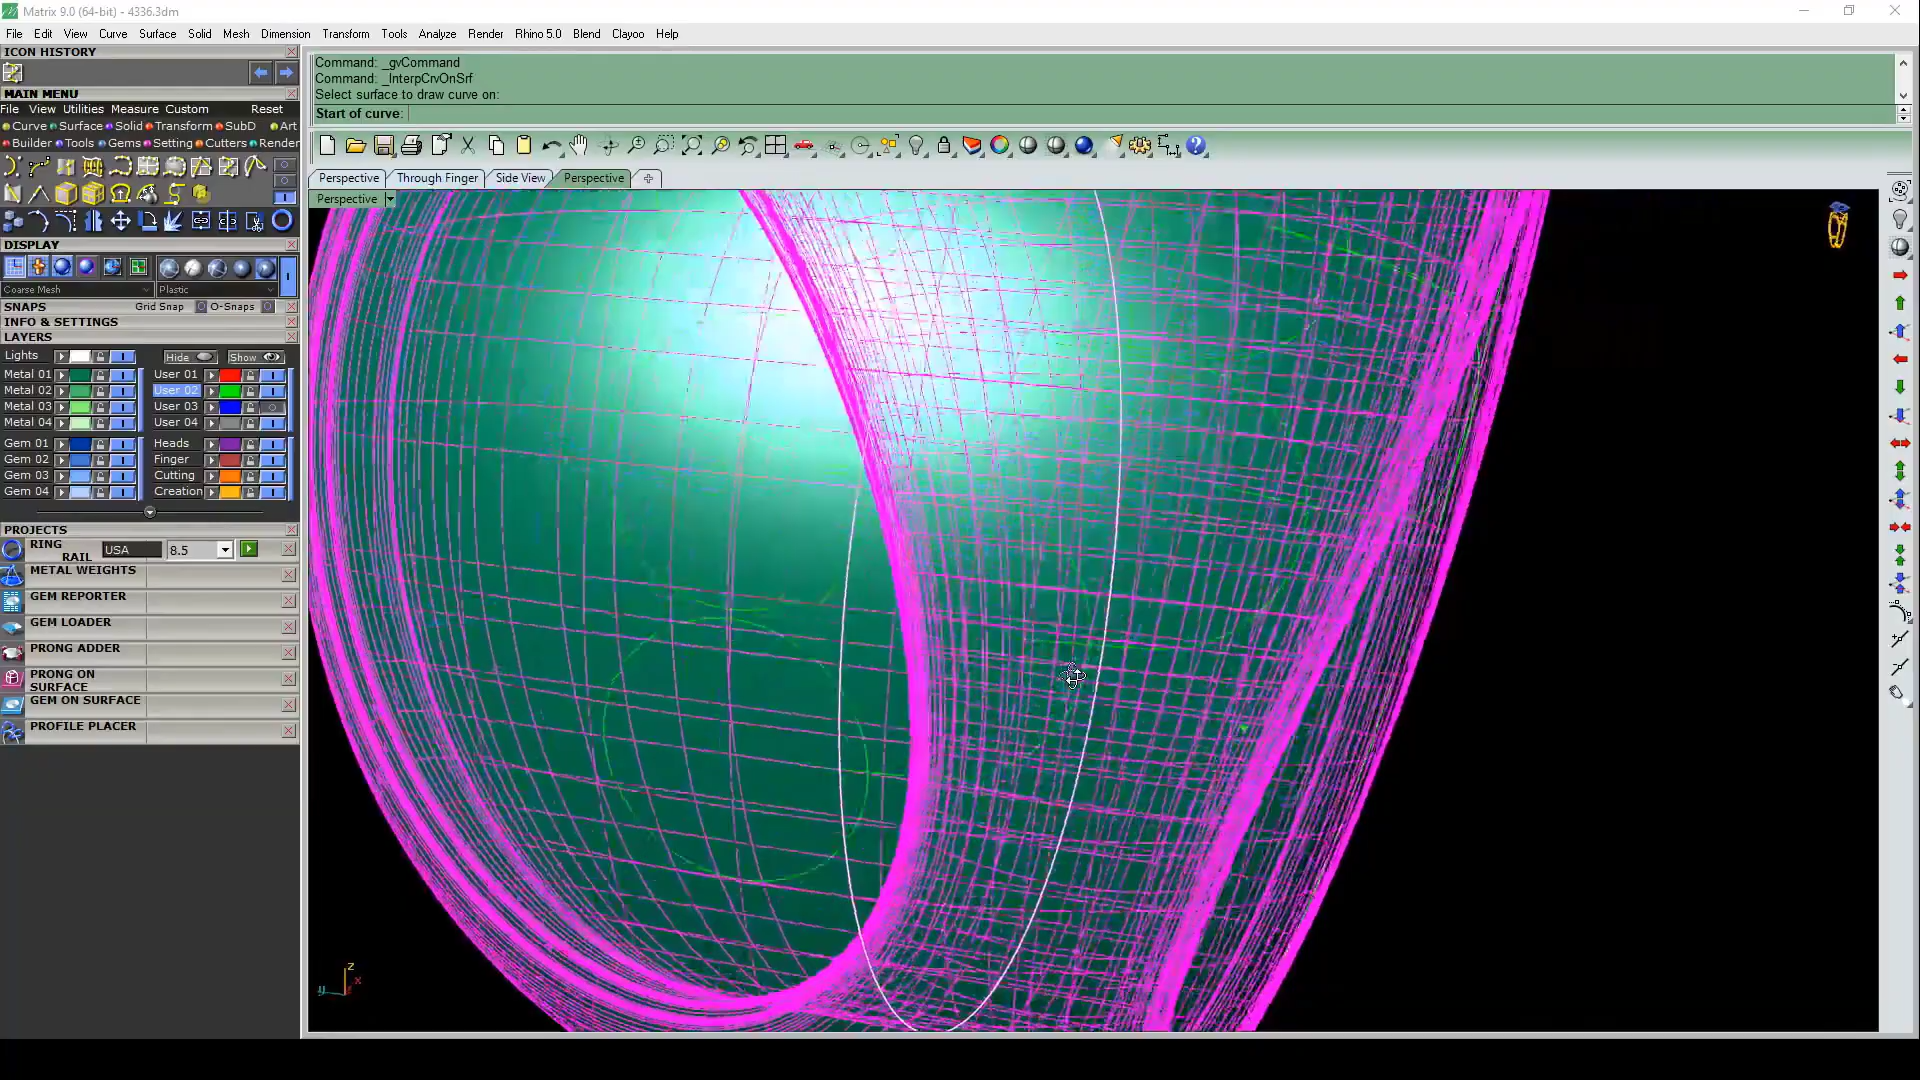 Matrix 9.0 (64-bit) - 4336.3dm
File Edit View Curve Surface Solid Mesh Dimension Transform Tools Analyze Render Rhino 5.0 Blend Clayoo Help
ICON HISTORY
MAIN MENU
File View Utilities Measure Custom Reset
Curve Surface Solid Transform SubD Art
Builder Tools Gems Setting Cutters Render
DISPLAY
Coarse Mesh Plastic
SNAPS Grid Snap O-Snaps
INFO & SETTINGS
LAYERS
Lights Hide Show
Metal 01 User 01
Metal 02 User 02
Metal 03 User 03
Metal 04 User 04
Gem 01 Heads
Gem 02 Finger
Gem 03 Cutting
Gem 04 Creation
PROJECTS
RING RAIL USA 8.5
METAL WEIGHTS
GEM REPORTER
GEM LOADER
PRONG ADDER
PRONG ON
SURFACE
GEM ON SURFACE
PROFILE PLACER
Command: _gvCommand
Command: _InterpCrvOnSrf
Select surface to draw curve on:
Start of curve:
Perspective Through Finger Side View Perspective
Perspective
z
x
y